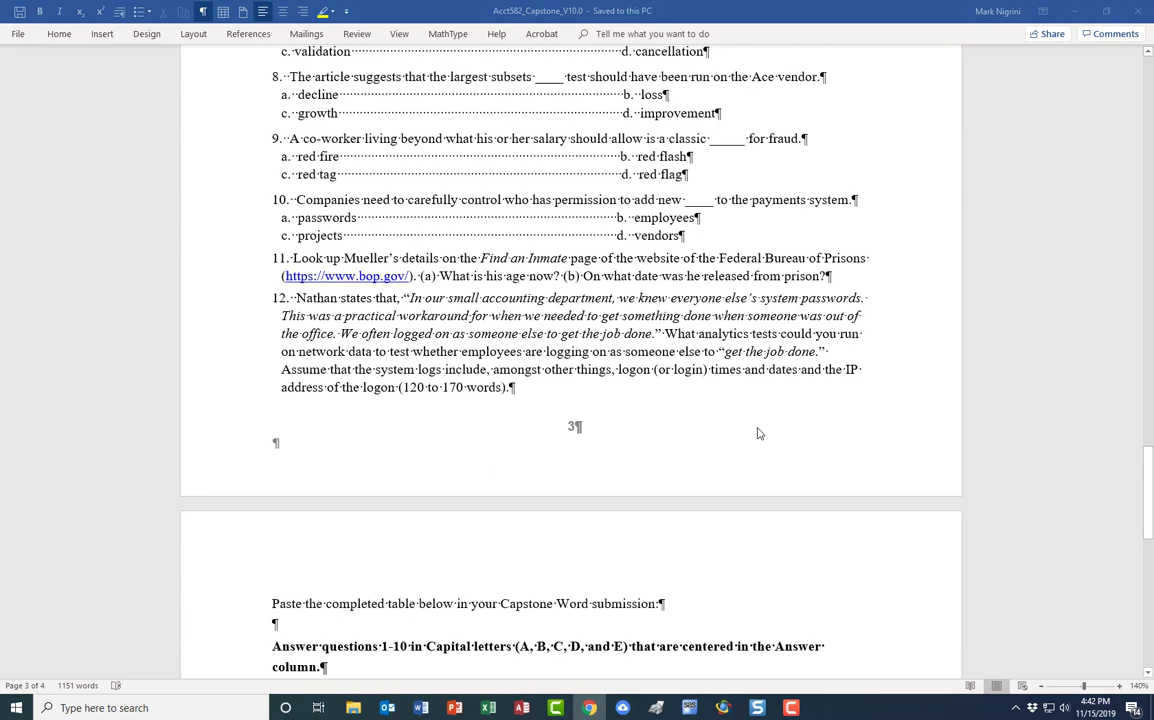 Acct582_Capstone_V10.0 - Saved to this PC
Mark Nigrini
File Home Insert Design Layout References Mailings Review View MathType Help Acrobat Tell me what you want to do Share Comments
c. validation d. cancellation¶
8. The article suggests that the largest subsets ____ test should have been run on the Ace vendor.¶
a. decline b. loss¶
c. growth d. improvement¶
9. A co-worker living beyond what his or her salary should allow is a classic _____ for fraud.¶
a. red fire b. red flash¶
c. red tag d. red flag¶
10. Companies need to carefully control who has permission to add new ____ to the payments system.¶
a. passwords b. employees¶
c. projects d. vendors¶
11. Look up Mueller's details on the Find an Inmate page of the website of the Federal Bureau of Prisons
(https://www.bop.gov/). (a) What is his age now? (b) On what date was he released from prison?¶
12. Nathan states that, “In our small accounting department, we knew everyone else's system passwords.
This was a practical workaround for when we needed to get something done when someone was out of
the office. We often logged on as someone else to get the job done.” What analytics tests could you run
on network data to test whether employees are logging on as someone else to “get the job done.”
Assume that the system logs include, amongst other things, logon (or login) times and dates and the IP
address of the logon (120 to 170 words).¶
3¶
¶
Paste the completed table below in your Capstone Word submission:¶
¶
Answer questions 1-10 in Capital letters (A, B, C, D, and E) that are centered in the Answer
column.¶
Page 3 of 4 1151 words 140%
Type here to search
4:42 PM
11/15/2019